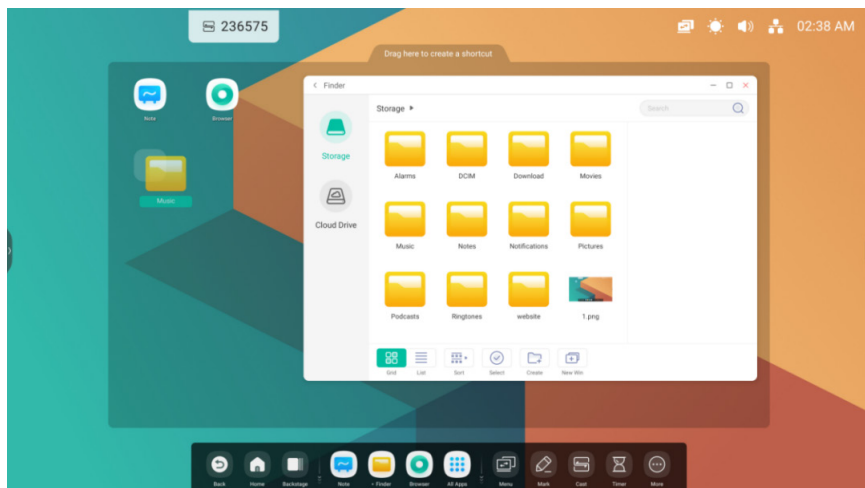 236575
02:38 AM
Drag here to create a shortcut
Note
Browser
Music
Finder
Storage
Search
Storage
Cloud Drive
Alarms
DCIM
Download
Movies
Music
Notes
Notifications
Pictures
Podcasts
Ringtones
website
1.png
Grid
List
Sort
Select
Create
New Win
Back
Home
Backstage
Note
• Finder
Browser
All Apps
Menu
Mark
Cast
Timer
More